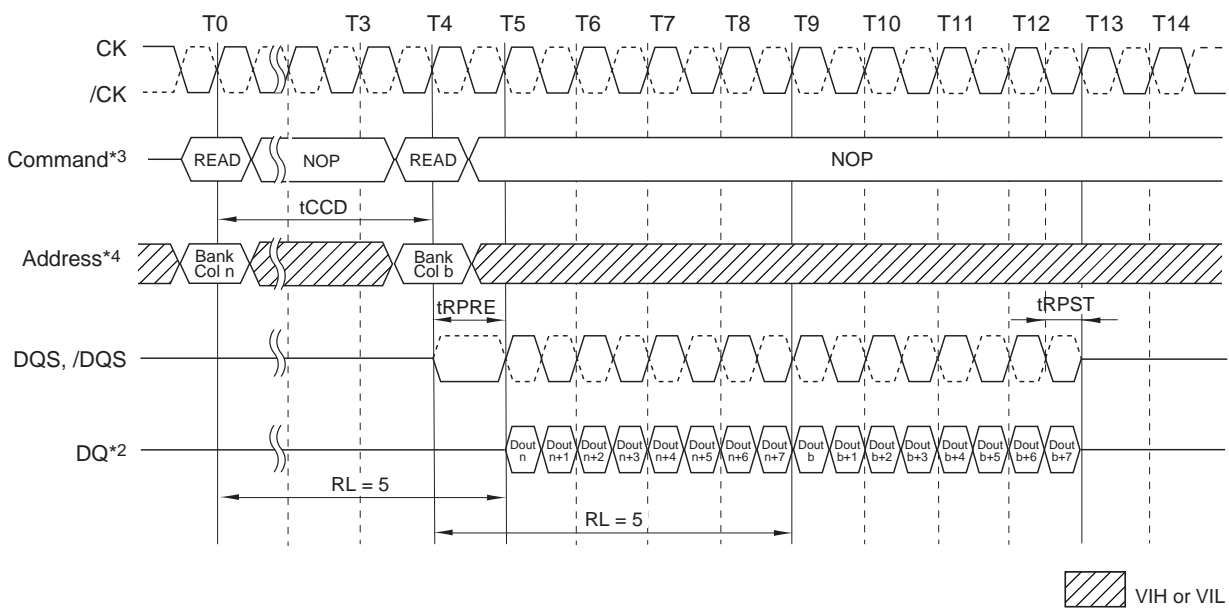 T0 T3 T4 T5 T6 T7 T8 T9 T10 T11 T12 T13 T14
CK
/CK
Command*3 READ NOP READ NOP
tCCD
Address*4 Bank Col n Bank Col b
tRPRE tRPST
DQS, /DQS
DQ*2 Dout n Dout n+1 Dout n+2 Dout n+3 Dout n+4 Dout n+5 Dout n+6 Dout n+7 Dout b Dout b+1 Dout b+2 Dout b+3 Dout b+4 Dout b+5 Dout b+6 Dout b+7
RL = 5
RL = 5
VIH or VIL